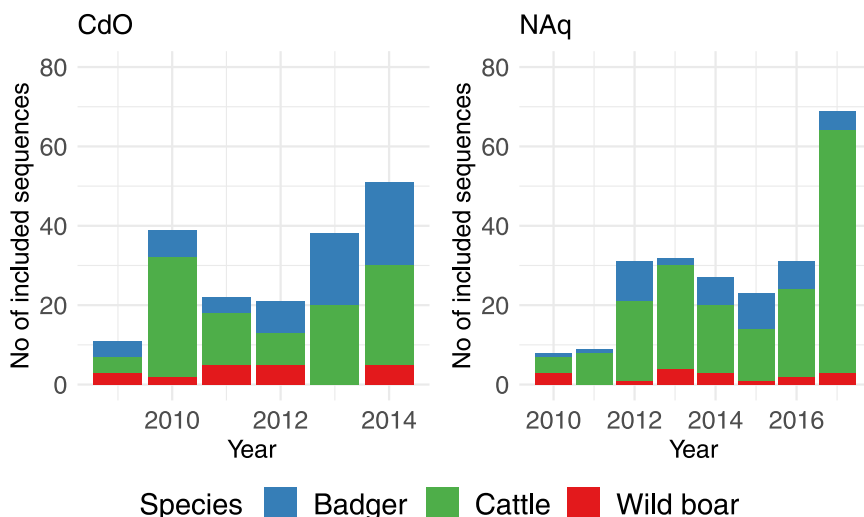 CdO
No of included sequences
80
60
40
20
0
2010 2012 2014
Year
NAq
No of included sequences
80
60
40
20
0
2010 2012 2014 2016
Year
Species Badger Cattle Wild boar